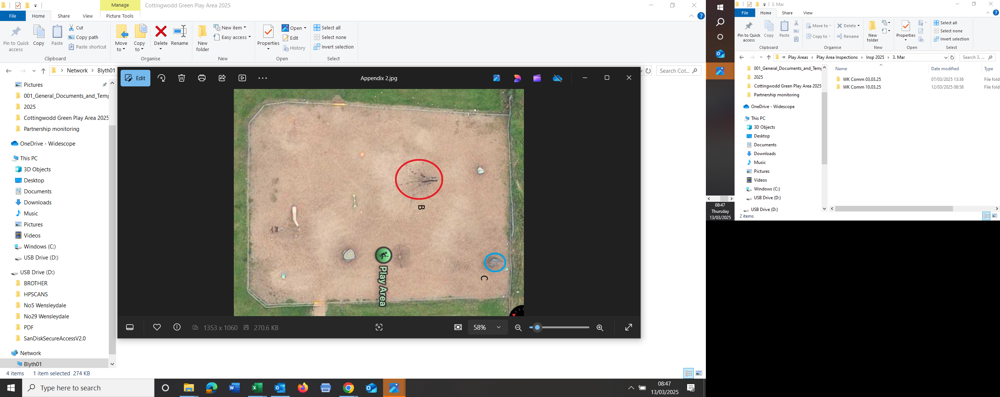 Manage
Cottingwodd Green Play Area 2025
File
Home
Share
View
Picture Tools
Pin to Quick access
Copy
Paste
Cut
Copy path
Paste shortcut
Clipboard
Move to
Copy to
Delete
Rename
Organise
New folder
New item
Easy access
New
Properties
Open
Edit
History
Open
Select all
Select none
Invert selection
Select
Network
Blyth01
Search Cot...
Pictures
001_General_Documents_and_Temp
2025
Cottingwodd Green Play Area 2025
Partnership monitoring
OneDrive - Widescope
This PC
3D Objects
Desktop
Documents
Downloads
Music
Pictures
Videos
Windows (C:)
USB Drive (D:)
USB Drive (D:)
BROTHER
HPSCANS
No5 Wensleydale
No29 Wensleydale
PDF
SanDiskSecureAccessV2.0
Network
Blyth01
4 items
1 item selected 274 KB
Edit
Appendix 2.jpg
B
C
Play Area
1353 x 1060
270.6 KB
58%
Type here to search
08:47
13/03/2025
08:47
Thursday
13/03/2025
3. Mar
File
Home
Share
View
Pin to Quick access
Copy
Paste
Clipboard
Move to
Copy to
Delete
Rename
Organise
New folder
New
Properties
Open
Select all
Select none
Invert selection
Select
« Play Areas
Play Area Inspections
Insp 2025
3. Mar
Search 3. ...
001_General_Documents_and_Temp
2025
Cottingwodd Green Play Area 2025
Partnership monitoring
OneDrive - Widescope
This PC
3D Objects
Desktop
Documents
Downloads
Music
Pictures
Videos
Windows (C:)
USB Drive (D:)
USB Drive (D:)
Name
Date modified
Type
WK Comm 03.03.25
07/03/2025 13:36
File fold
WK Comm 10.03.25
12/03/2025 08:58
File fold
2 items